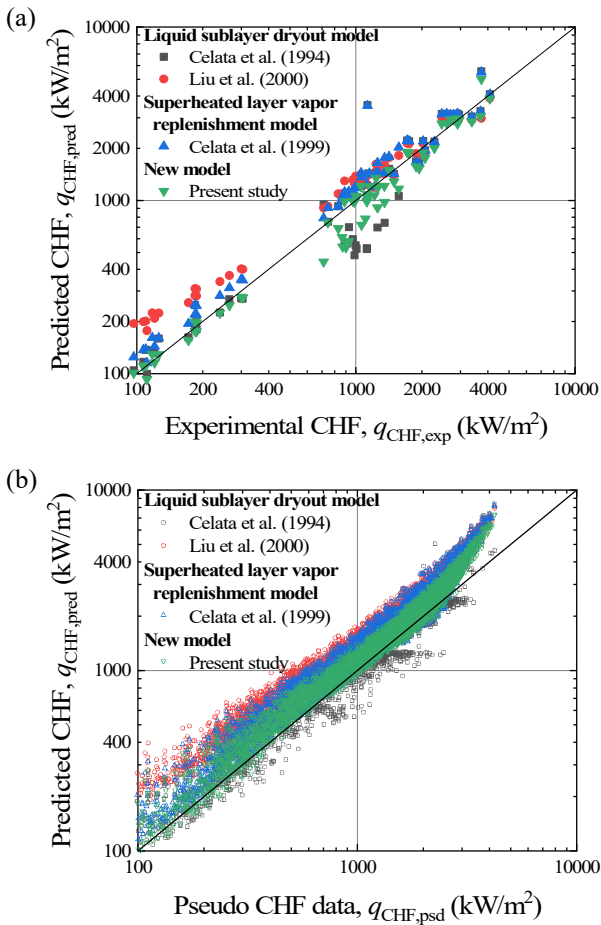 (a)
Predicted CHF, qCHF,pred (kW/m²)
10000
4000
2000
1000
400
200
100
Liquid sublayer dryout model
Celata et al. (1994)
Liu et al. (2000)
Superheated layer vapor
replenishment model
Celata et al. (1999)
New model
Present study
100 200 400 1000 2000 4000 10000
Experimental CHF, qCHF,exp (kW/m²)
(b)
Predicted CHF, qCHF,pred (kW/m²)
10000
4000
1000
400
100
Liquid sublayer dryout model
Celata et al. (1994)
Liu et al. (2000)
Superheated layer vapor
replenishment model
Celata et al. (1999)
New model
Present study
100 1000 10000
Pseudo CHF data, qCHF,psd (kW/m²)